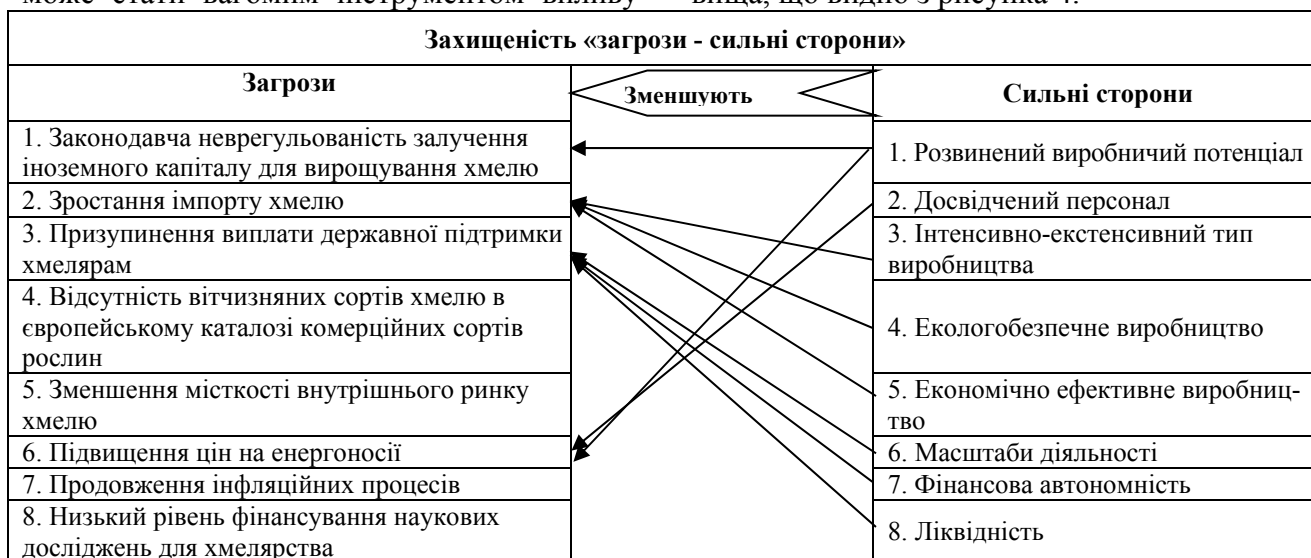 може стати вагомим інструментом впливу вища, що видно з рисунка 4.
Захищеність «загрози - сильні сторони»
Загрози
Зменшують
Сильні сторони
1. Законодавча неврегульованість залучення
іноземного капіталу для вирощування хмелю
1. Розвинений виробничий потенціал
2. Зростання імпорту хмелю
2. Досвідчений персонал
3. Призупинення виплати державної підтримки
хмелярам
3. Інтенсивно-екстенсивний тип
виробництва
4. Відсутність вітчизняних сортів хмелю в
європейському каталозі комерційних сортів
рослин
4. Екологобезпечне виробництво
5. Зменшення місткості внутрішнього ринку
хмелю
5. Економічно ефективне виробниц-
тво
6. Підвищення цін на енергоносії
6. Масштаби діяльності
7. Продовження інфляційних процесів
7. Фінансова автономність
8. Низький рівень фінансування наукових
досліджень для хмелярства
8. Ліквідність